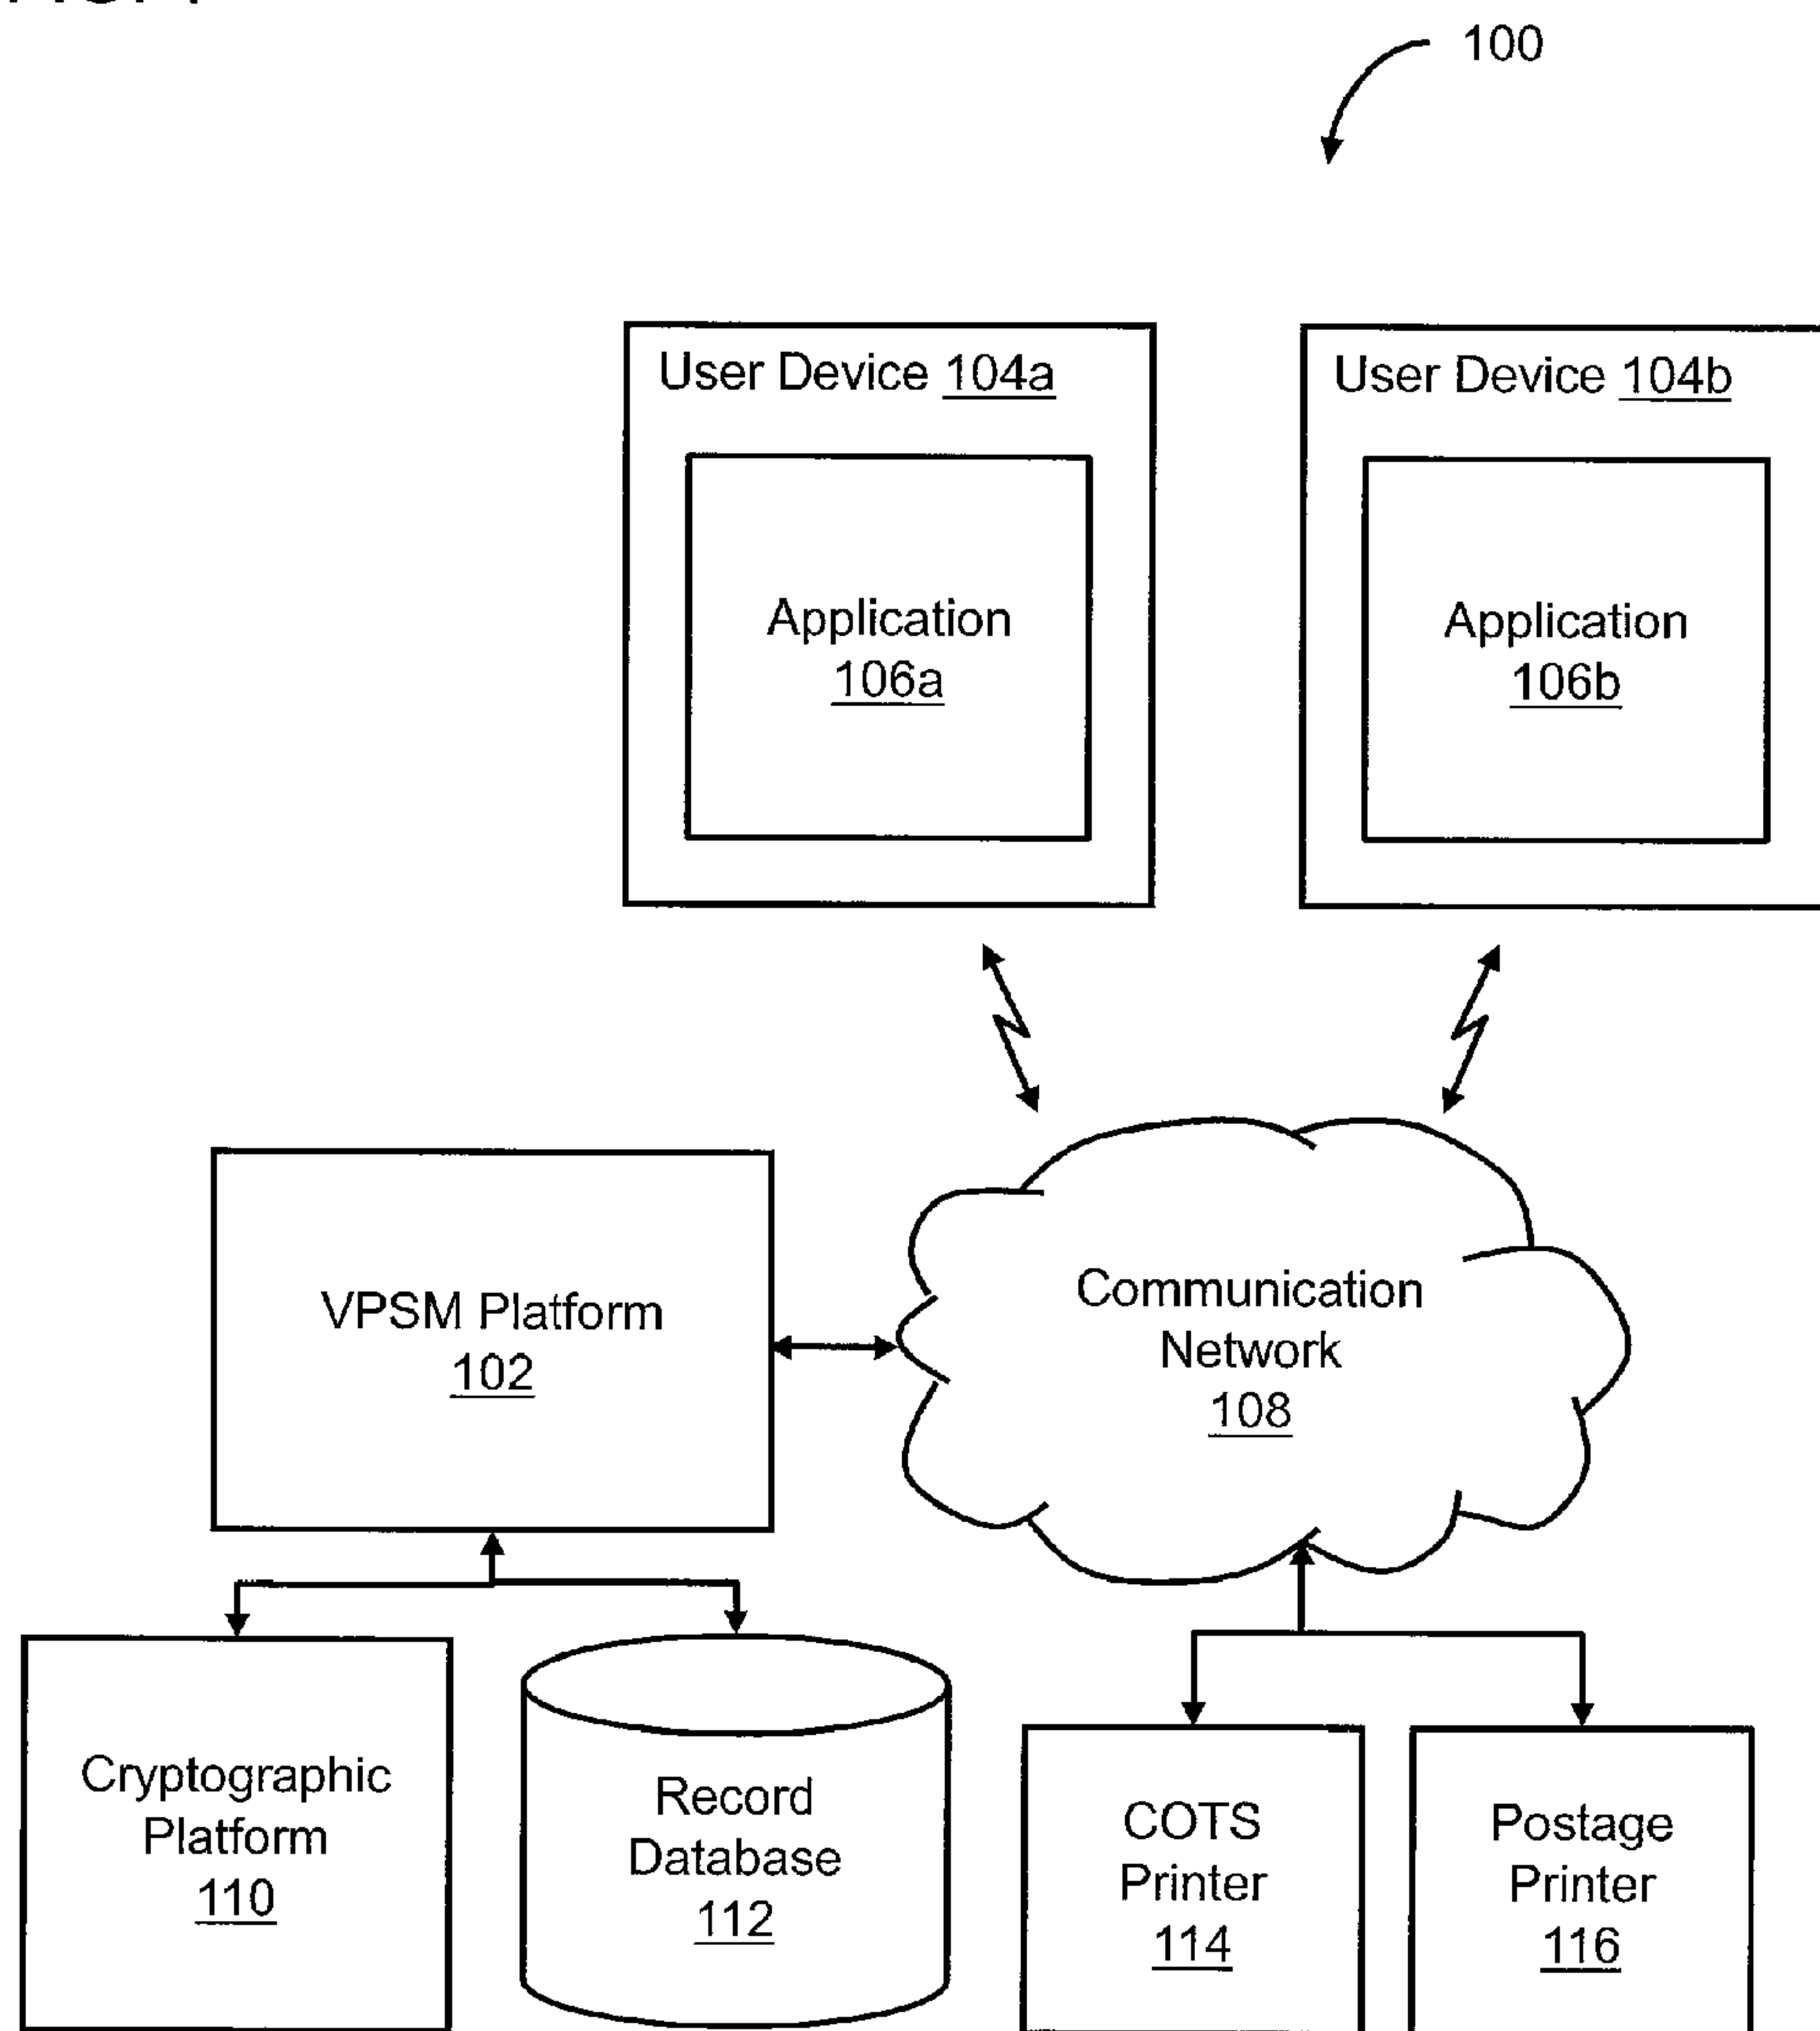 100
User Device 104a
User Device 104b
Application
106a
Application
106b
VPSM Platform
102
Communication
Network
108
Cryptographic
Platform
110
Record
Database
112
COTS
Printer
114
Postage
Printer
116